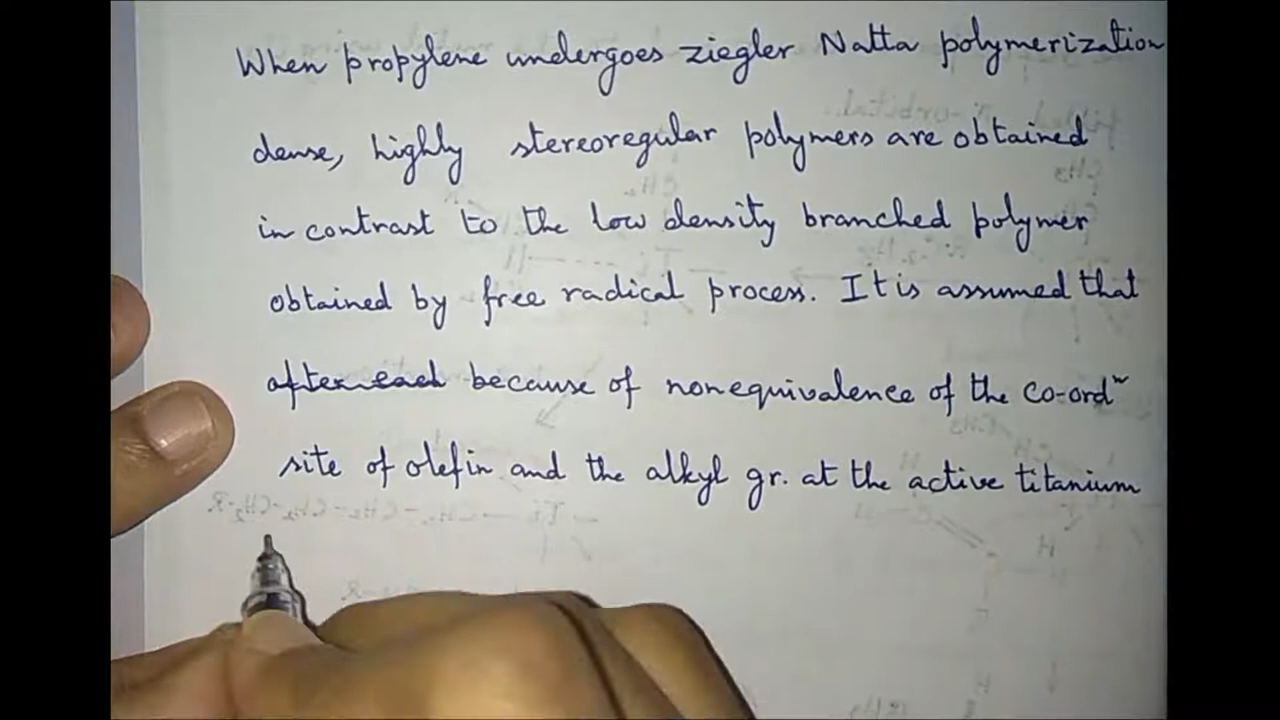 When propylene undergoes ziegler Natta polymerization
dense, highly stereoregular polymers are obtained
in contrast to the low density branched polymer
obtained by free radical process. It is assumed that
after each because of nonequivalence of the co-ordⁿ
site of olefin and the alkyl gr. at the active titanium